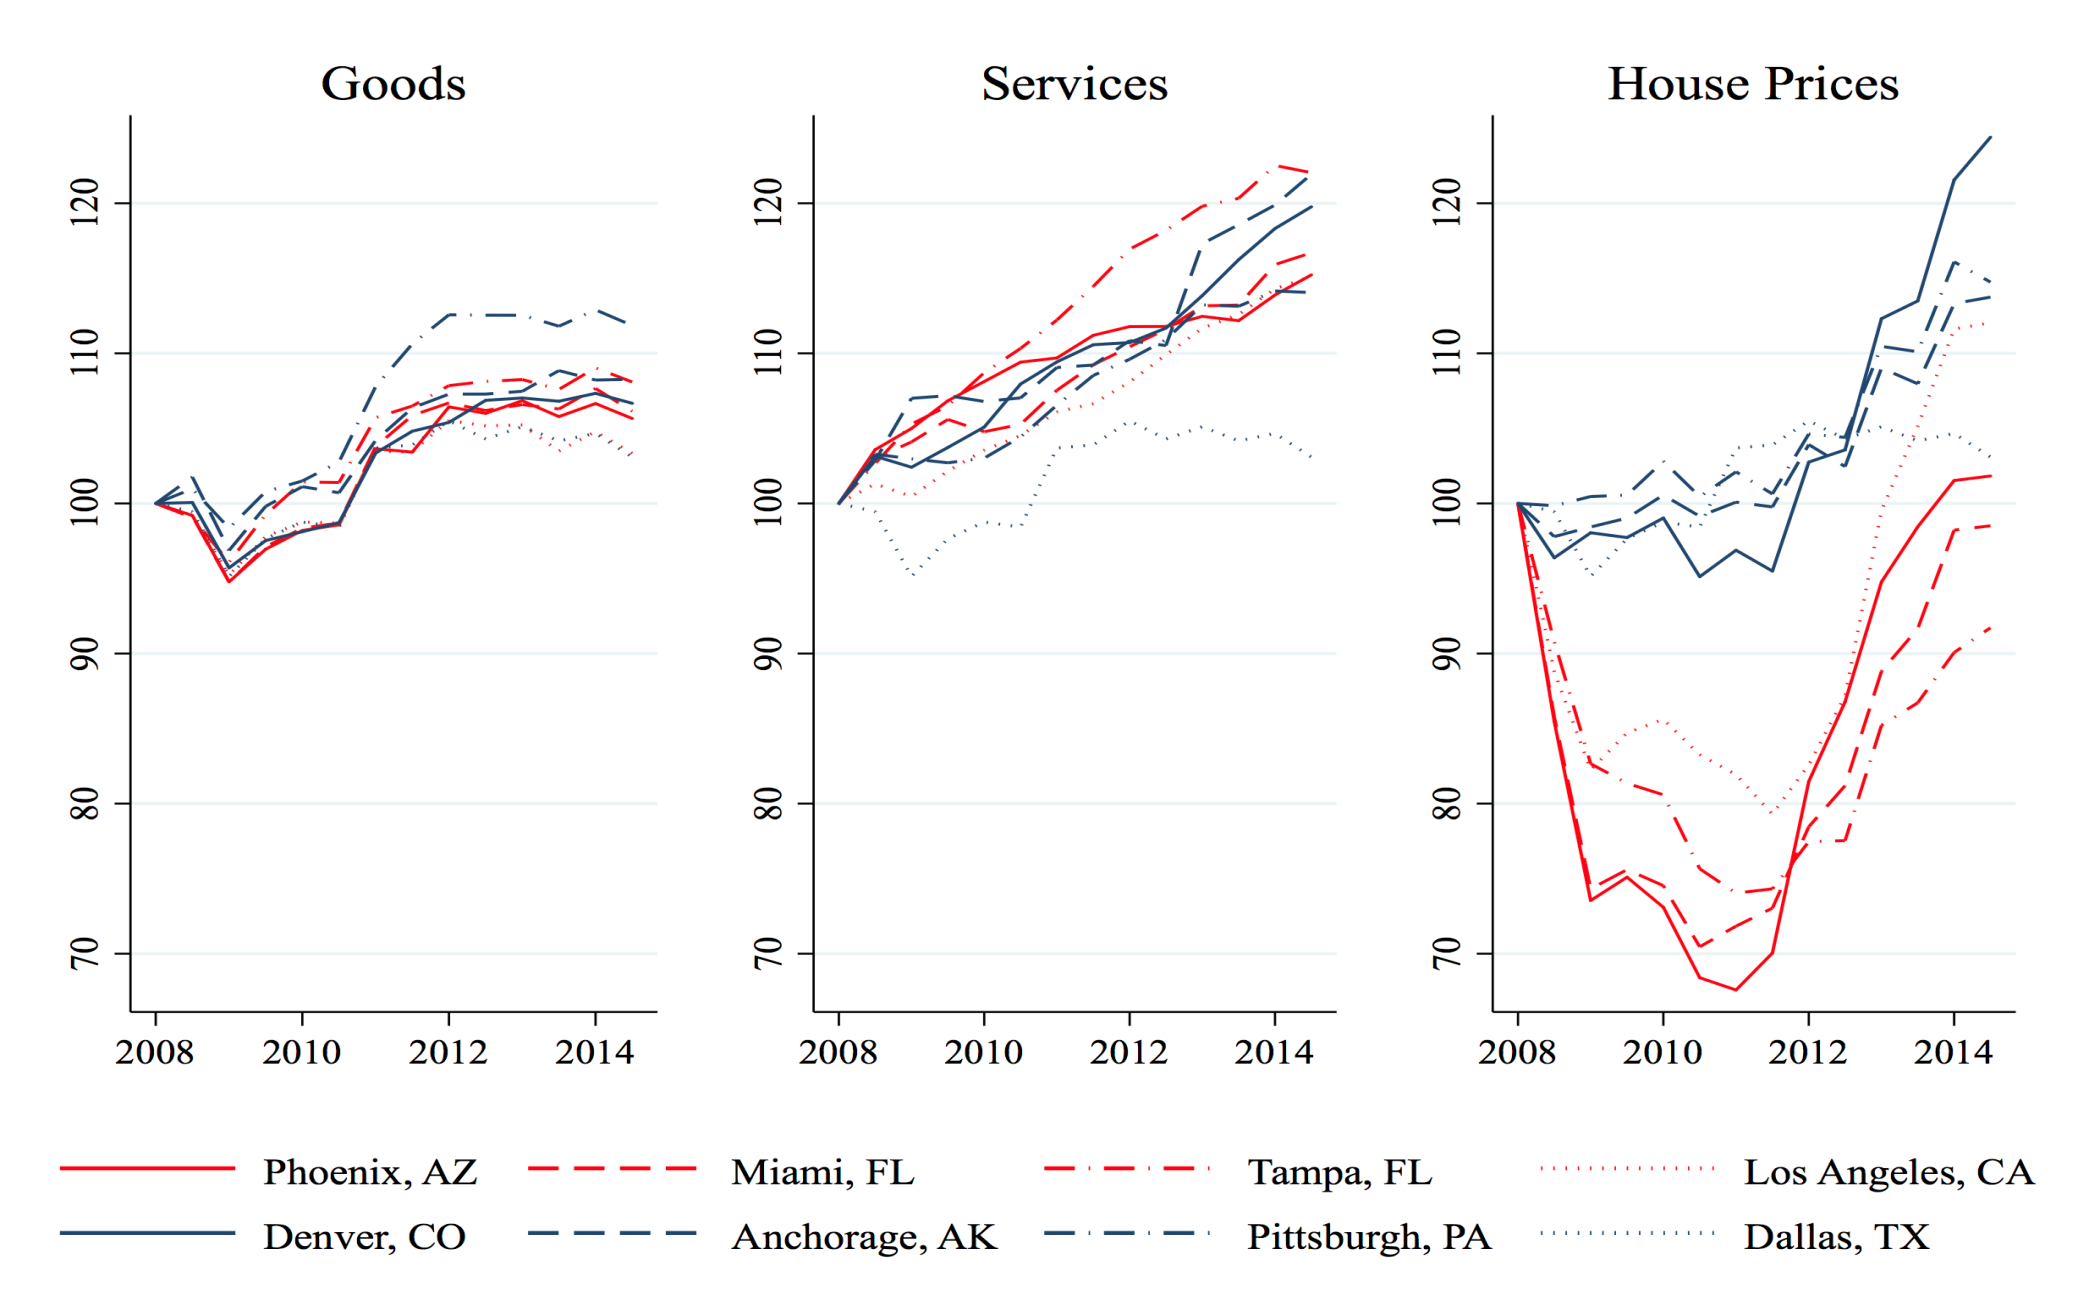 Goods
Services
House Prices
120
110
100
90
80
70
2008 2010 2012 2014
120
110
100
90
80
70
2008 2010 2012 2014
120
110
100
90
80
70
2008 2010 2012 2014
Phoenix, AZ
Miami, FL
Tampa, FL
Los Angeles, CA
Denver, CO
Anchorage, AK
Pittsburgh, PA
Dallas, TX